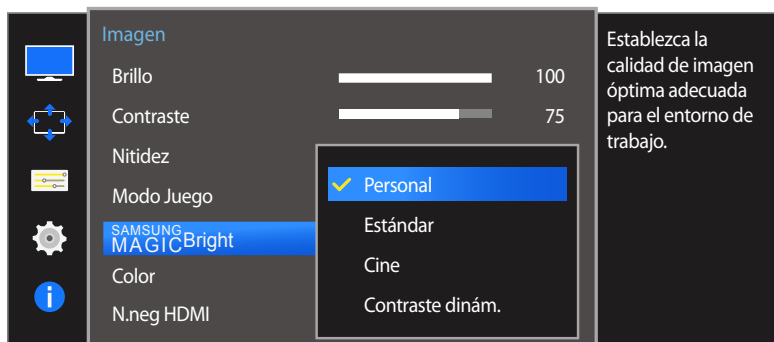 Imagen
Brillo 100
Contraste 75
Nitidez
Modo Juego
SAMSUNG
MAGICBright
Color
N.neg HDMI
Personal
Estándar
Cine
Contraste dinám.
Establezca la
calidad de imagen
óptima adecuada
para el entorno de
trabajo.